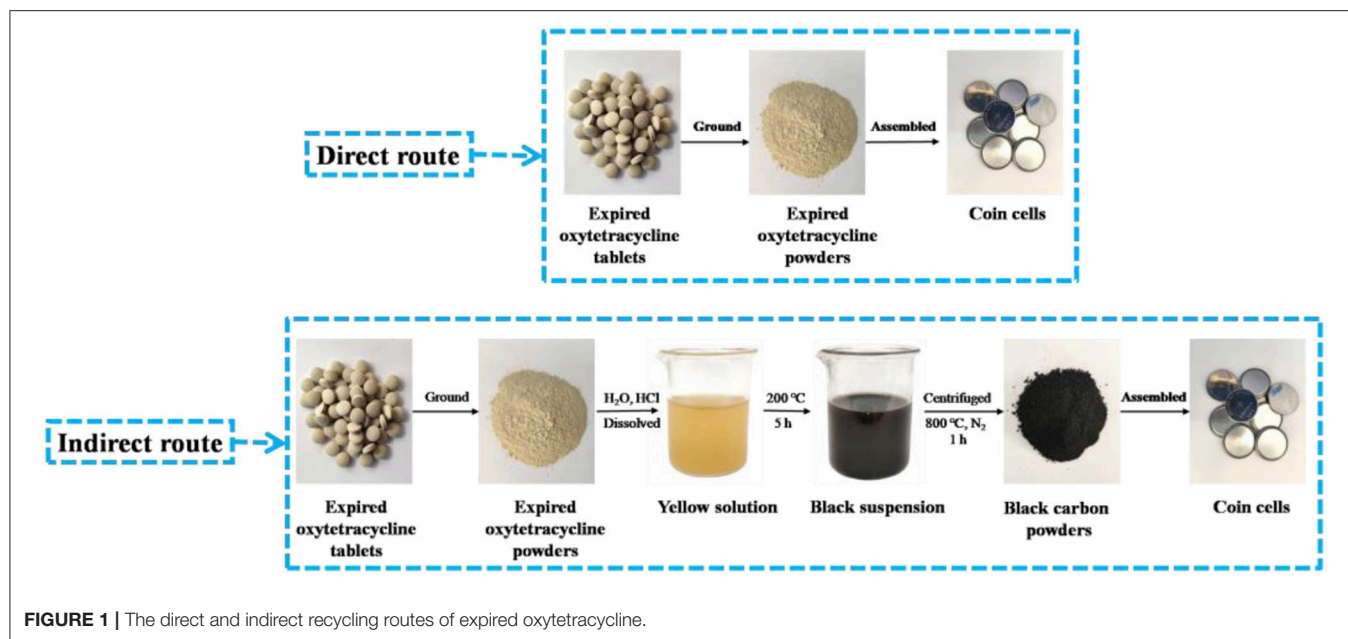 Direct route
Ground
Assembled
Expired
oxytetracycline
tablets
Expired
oxytetracycline
powders
Coin cells
Indirect route
Ground
H₂O, HCl
Dissolved
200 °C
5 h
Centrifuged
800 °C, N₂
1 h
Assembled
Expired
oxytetracycline
tablets
Expired
oxytetracycline
powders
Yellow solution
Black suspension
Black carbon
powders
Coin cells
FIGURE 1 | The direct and indirect recycling routes of expired oxytetracycline.